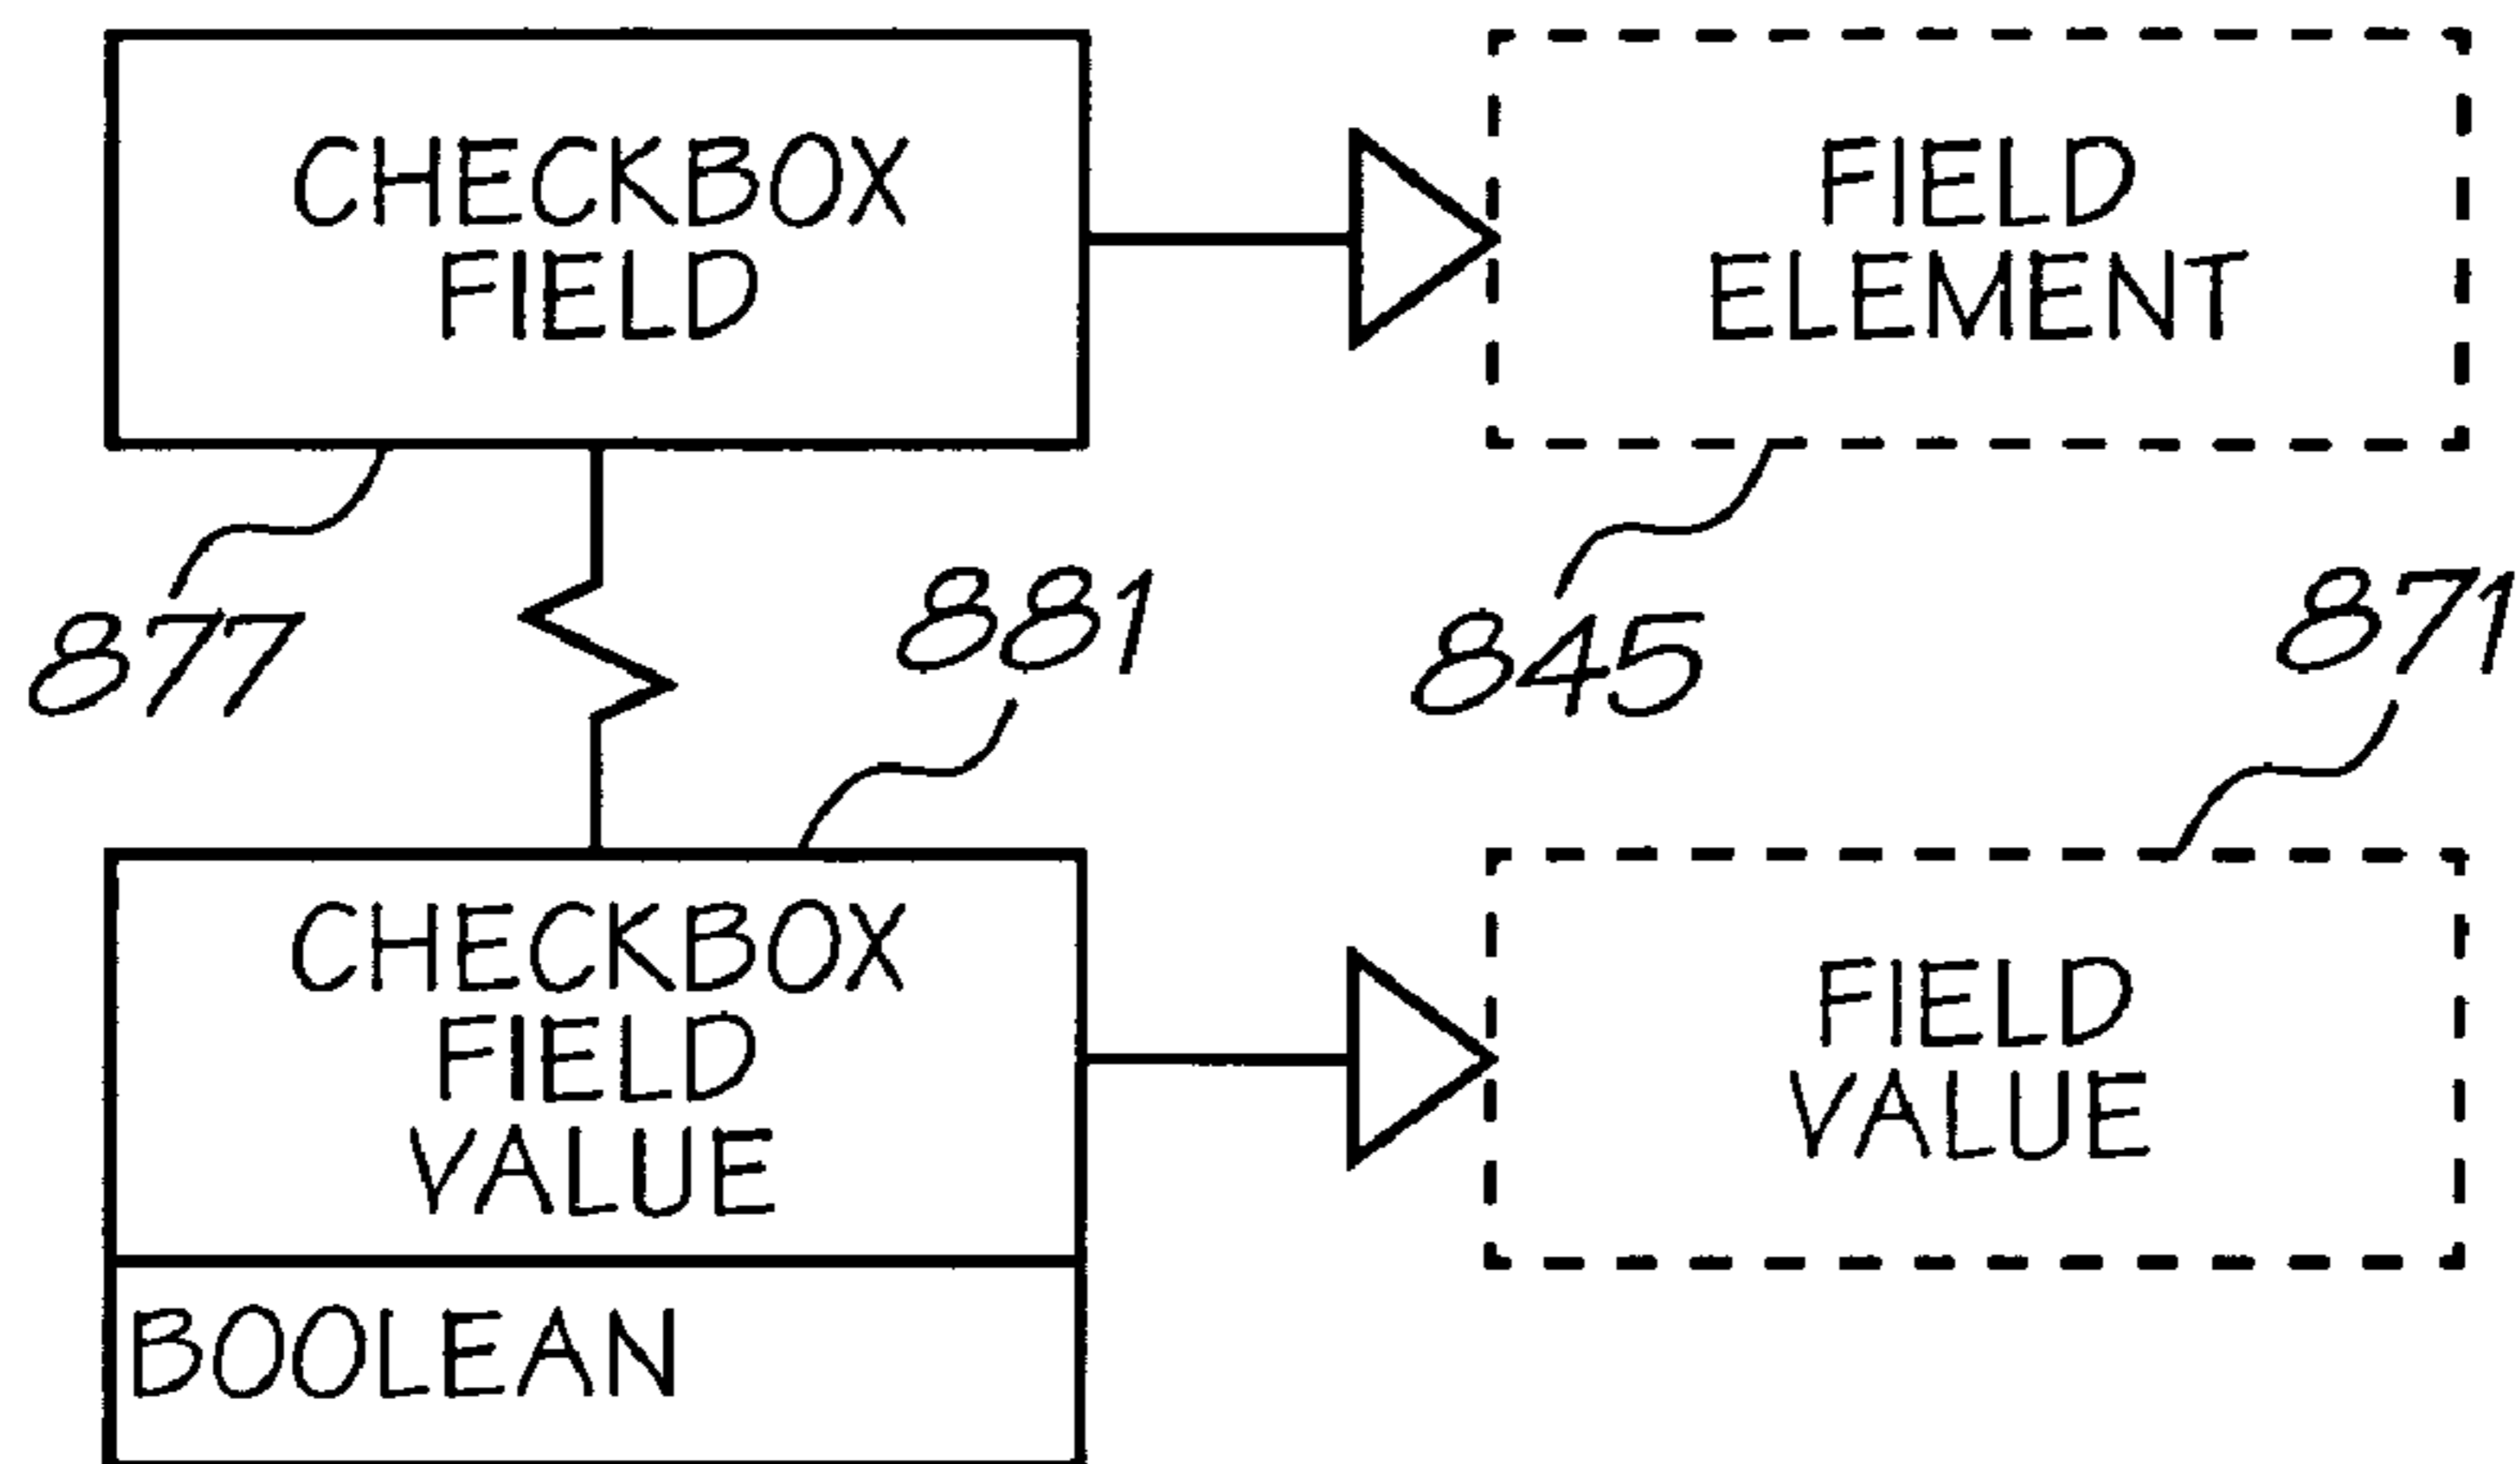 CHECKBOX
FIELD
FIELD
ELEMENT
877
881
845
871
CHECKBOX
FIELD
VALUE
BOOLEAN
FIELD
VALUE